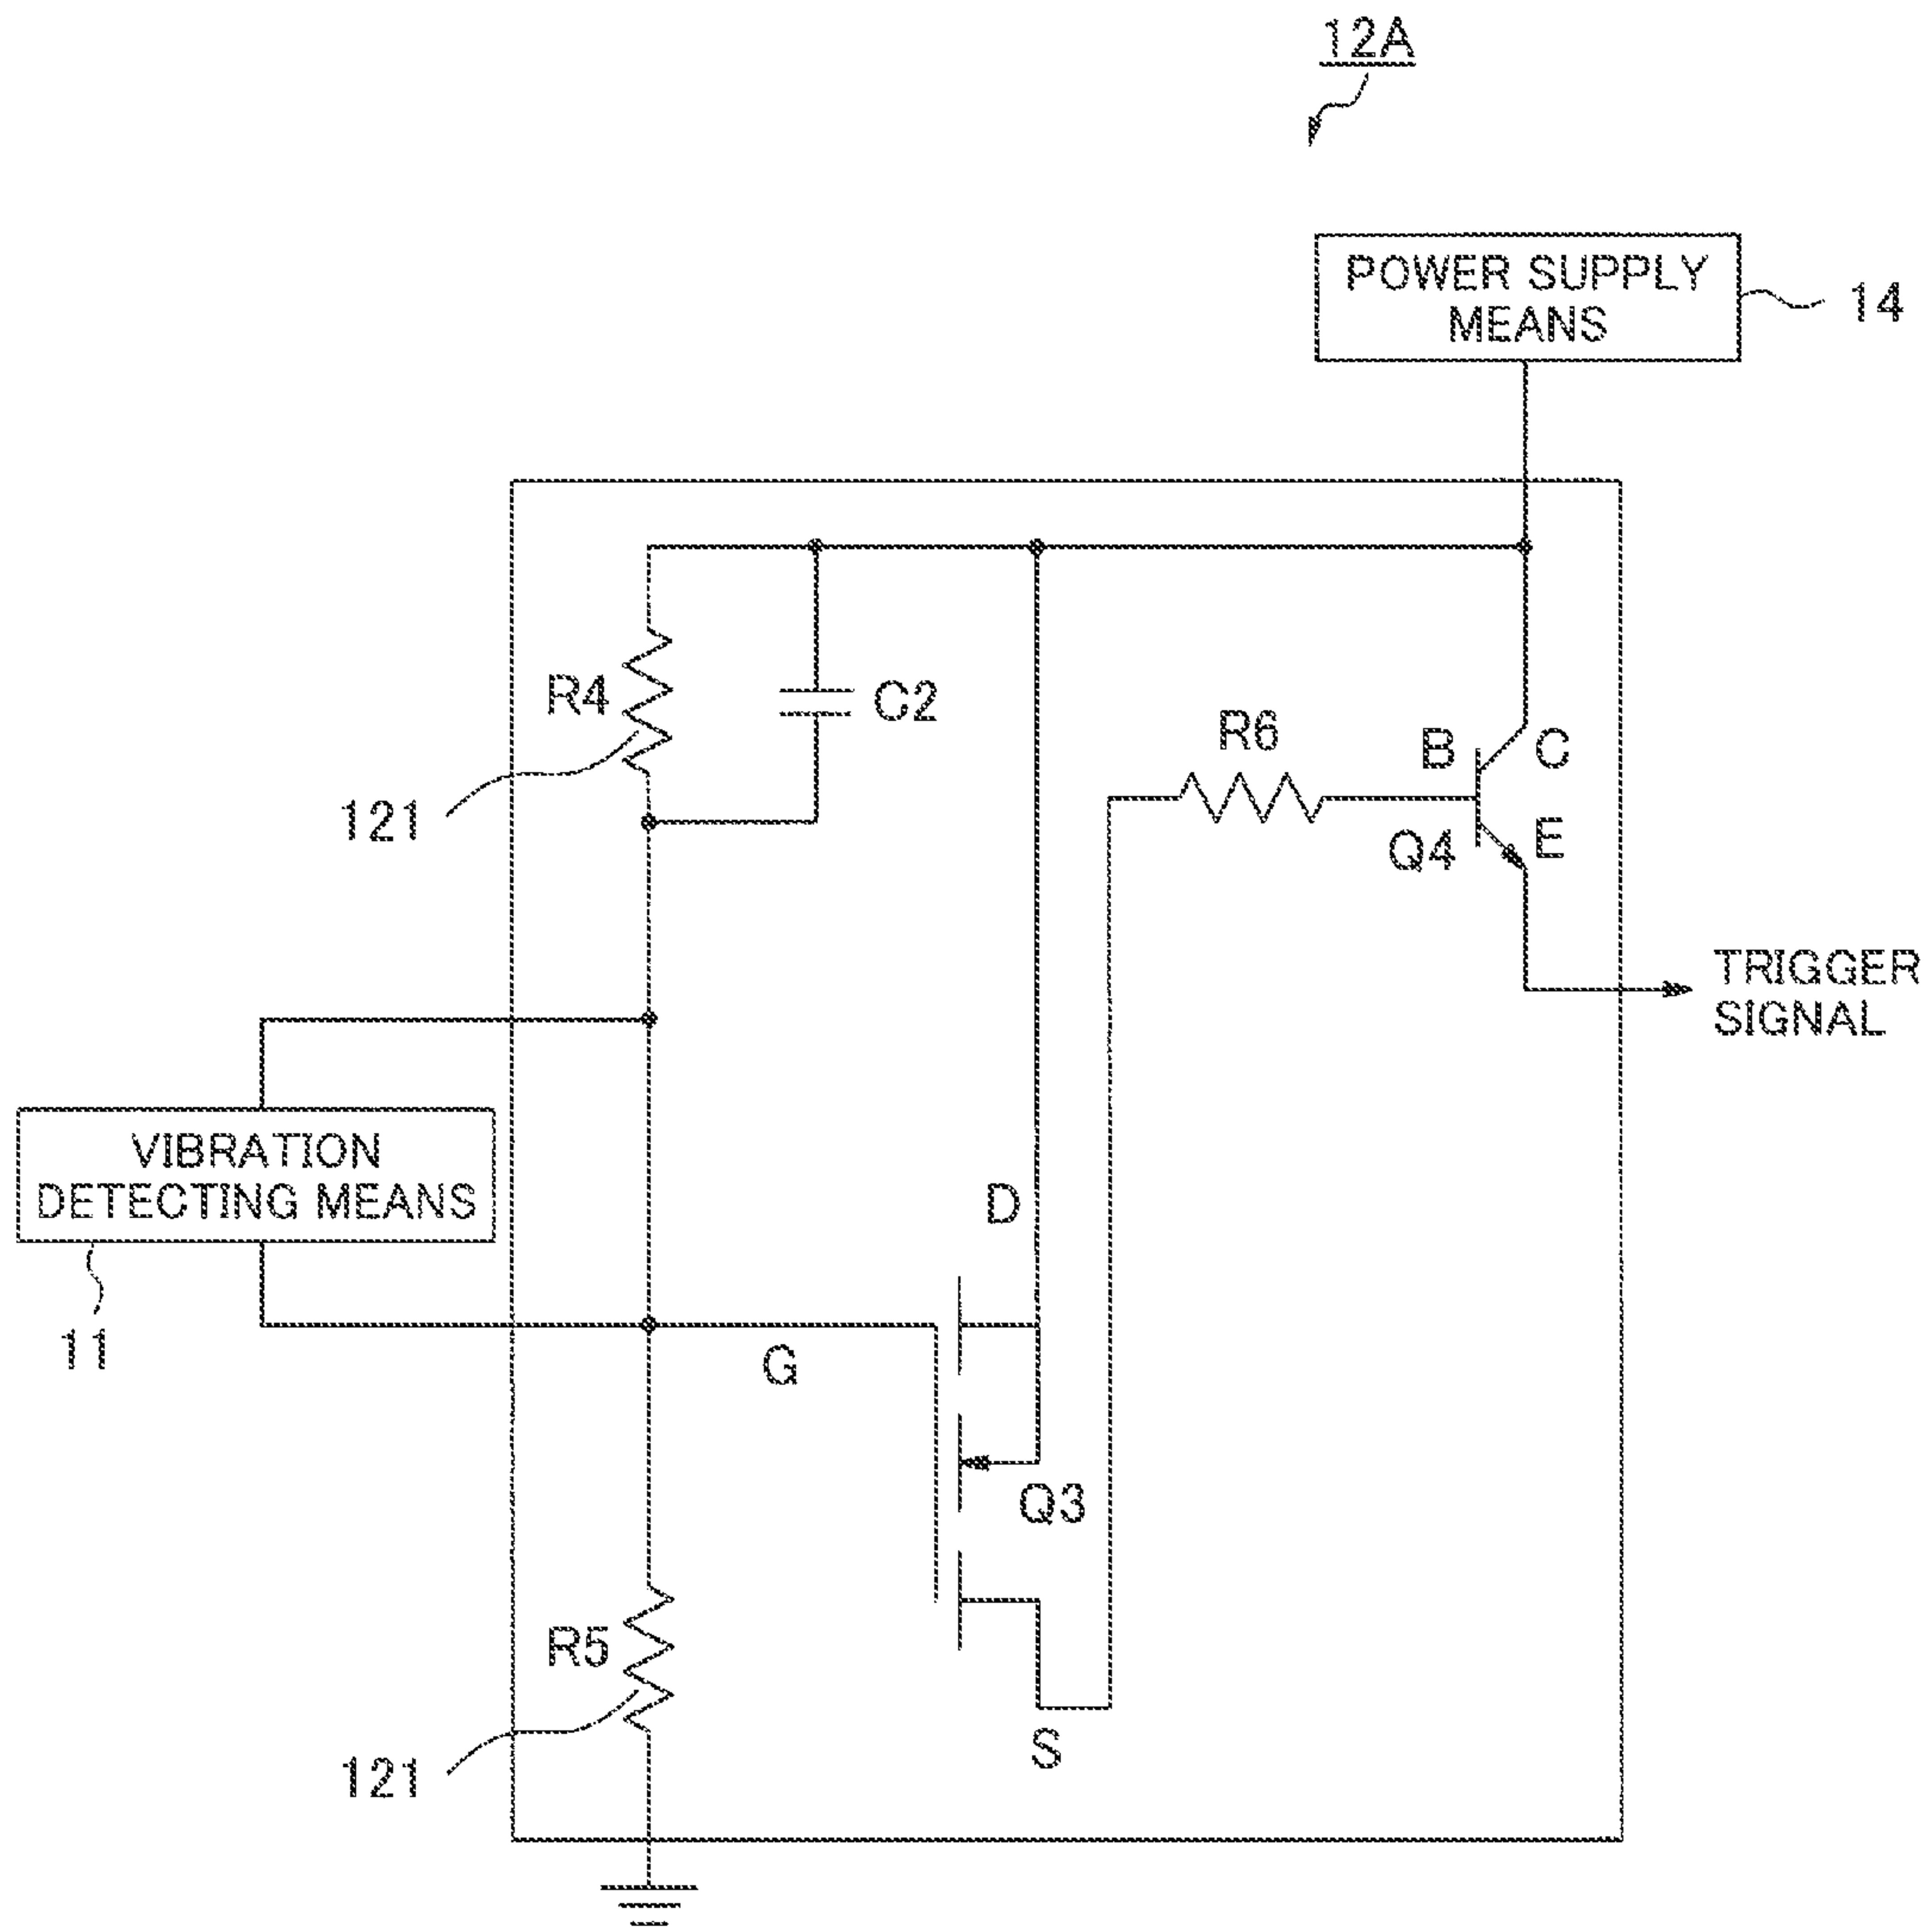 12A
POWER SUPPLY
MEANS
14
R4
C2
R6
B
C
121
Q4
E
TRIGGER
SIGNAL
VIBRATION
DETECTING MEANS
D
11
G
Q3
R5
S
121